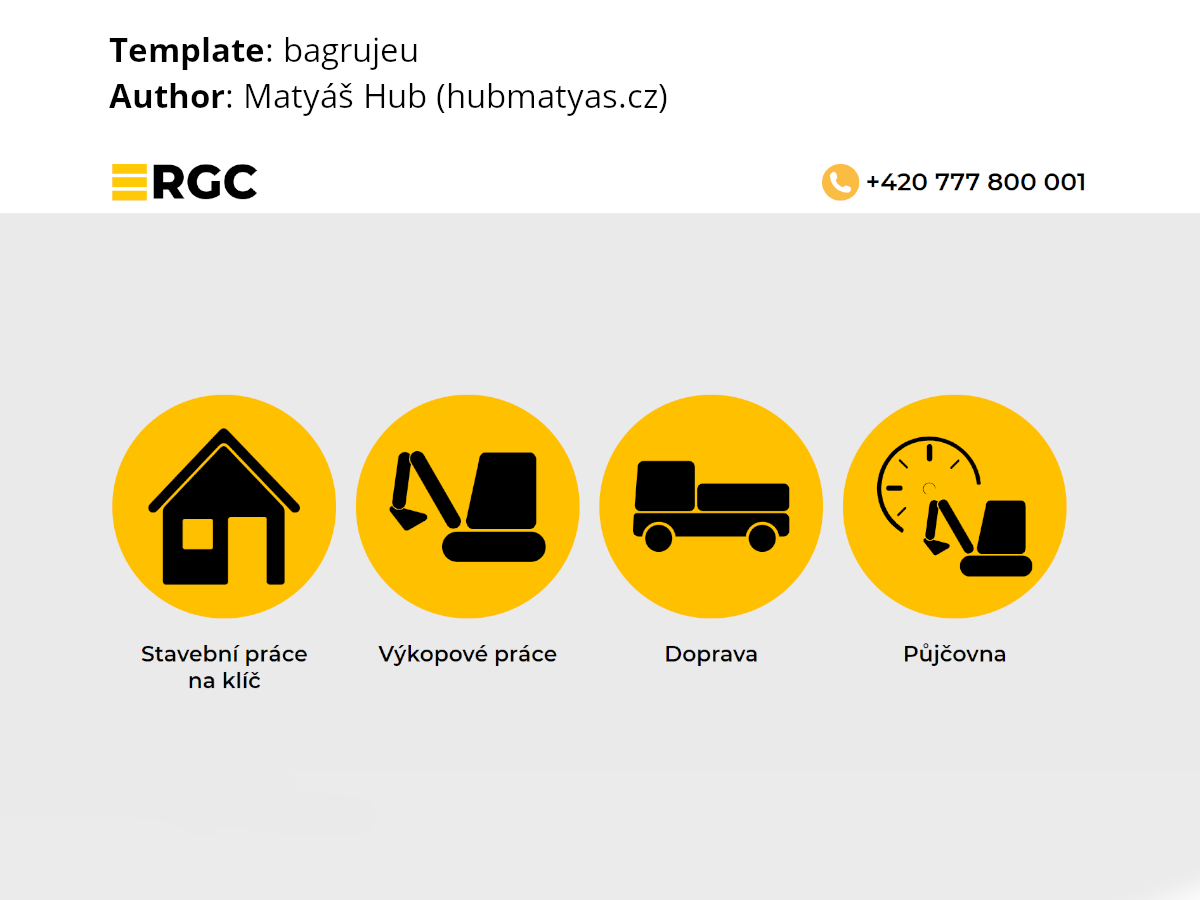 Template: bagrujeu
Author: Matyáš Hub (hubmatyas.cz)
RGC
+420 777 800 001
Stavební práce
na klíč
Výkopové práce
Doprava
Půjčovna